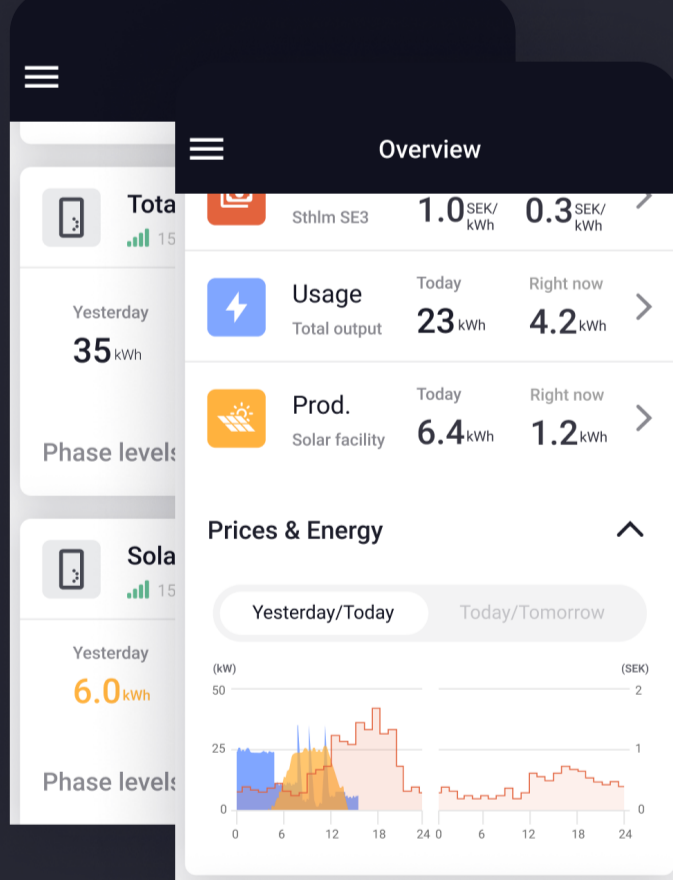 Tota
15
Yesterday
35 kWh
Phase levels
Sola
15
Yesterday
6.0 kWh
Phase levels
Overview
Sthlm SE3
1.0 SEK/kWh
0.3 SEK/kWh
Usage
Total output
Today
23 kWh
Right now
4.2 kWh
Prod.
Solar facility
Today
6.4 kWh
Right now
1.2 kWh
Prices & Energy
Yesterday/Today
Today/Tomorrow
(kW)
(SEK)
50
2
25
1
0
0
0 6 12 18 24 0 6 12 18 24